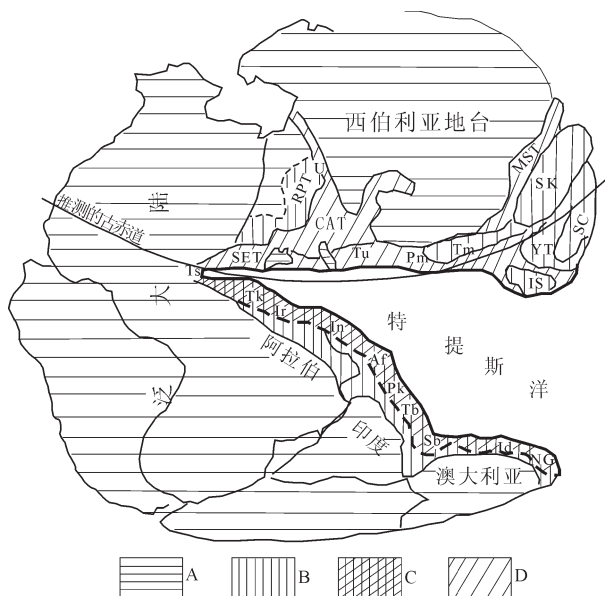 西伯利亚地台
MST
SK
SC
U
RPT
CAT
推测的古赤道
陆
SET
Tu
Pm
Tm
YT
IS
Ts
大
Tk
Ir
In
特
提
斯
洋
阿拉伯
Af
Pk
Tb
泛
印度
Sb
Id
NG
澳大利亚
A
B
C
D